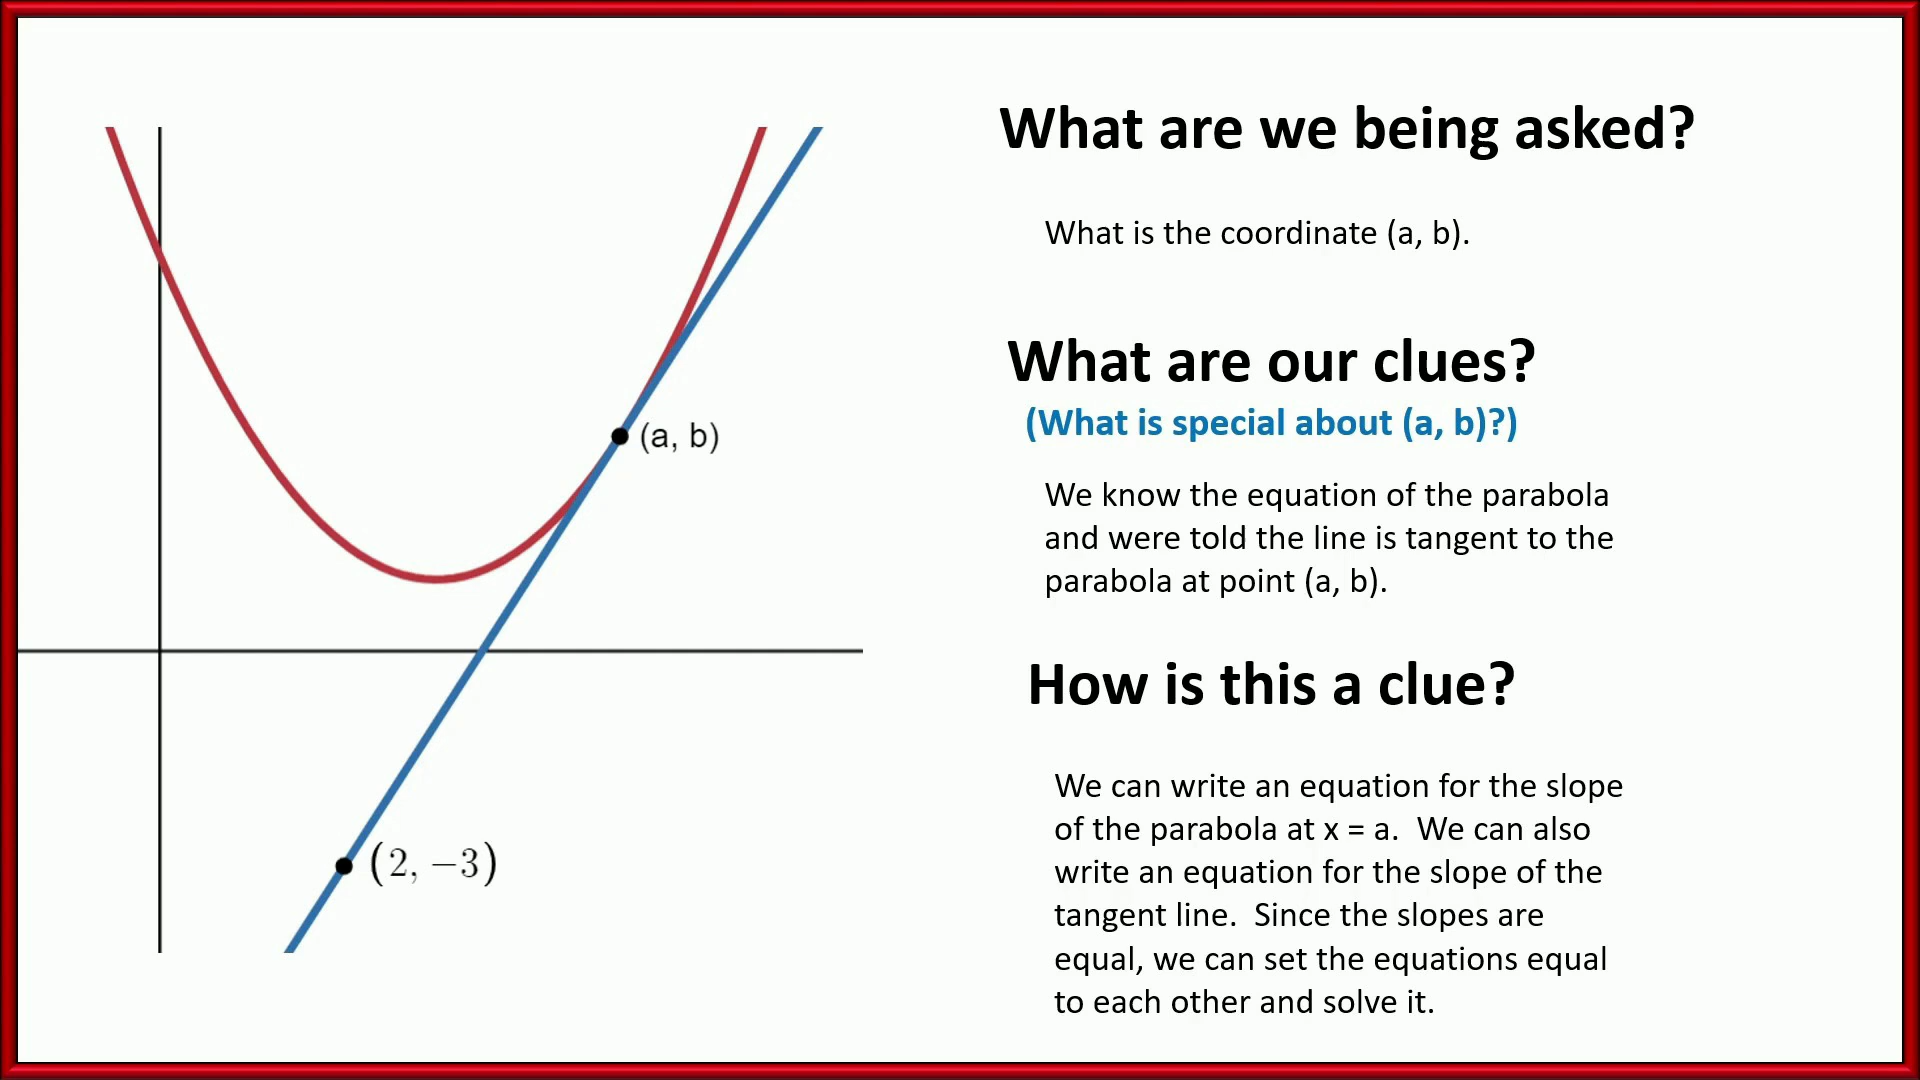 What are we being asked?
What is the coordinate (a, b).
What are our clues?
(What is special about (a, b)?)
We know the equation of the parabola
and were told the line is tangent to the
parabola at point (a, b).
How is this a clue?
We can write an equation for the slope
of the parabola at x = a.  We can also
write an equation for the slope of the
tangent line.  Since the slopes are
equal, we can set the equations equal
to each other and solve it.
(a, b)
(2, −3)